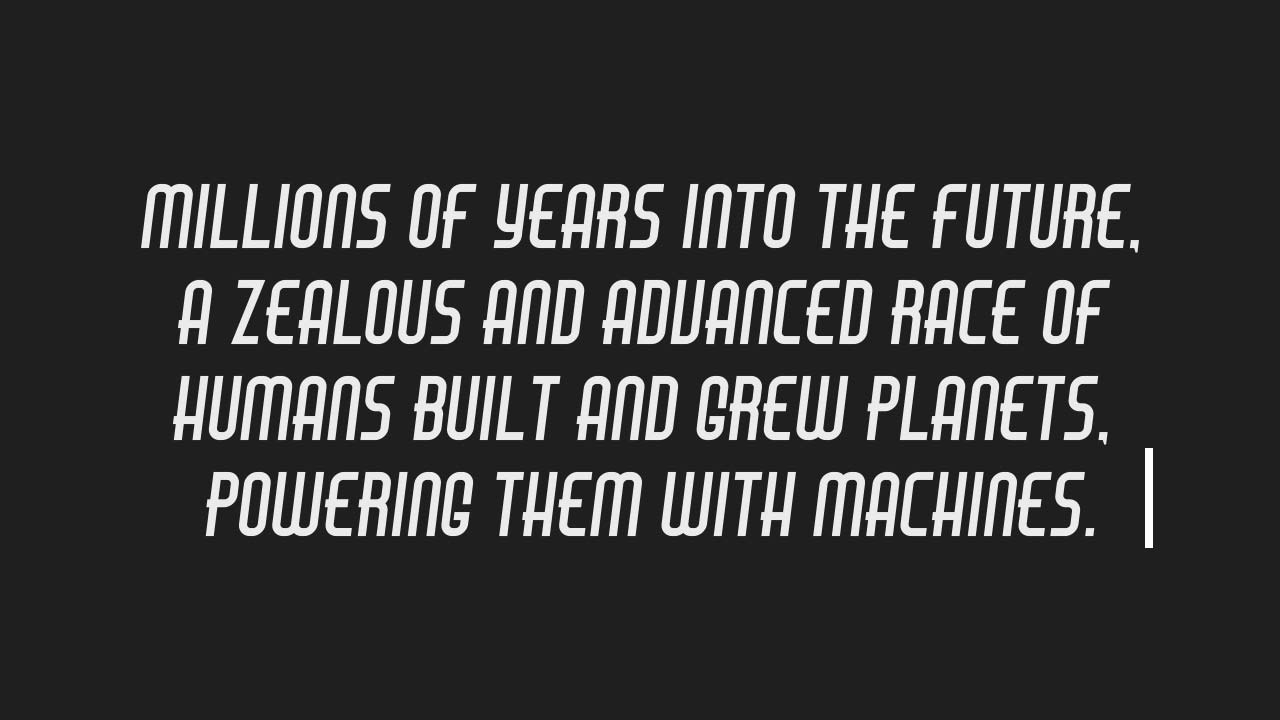 MILLIONS OF YEARS INTO THE FUTURE,
A ZEALOUS AND ADVANCED RACE OF
HUMANS BUILT AND GREW PLANETS,
POWERING THEM WITH MACHINES.